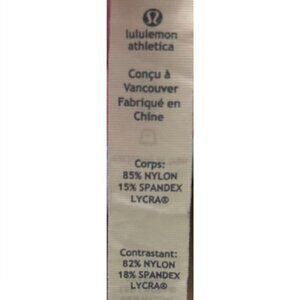 lululemon
athletica
Conçu à
Vancouver
Fabriqué en
Chine
Corps:
85% NYLON
15% SPANDEX
LYCRA®
Contrastant:
82% NYLON
18% SPANDEX
LYCRA®